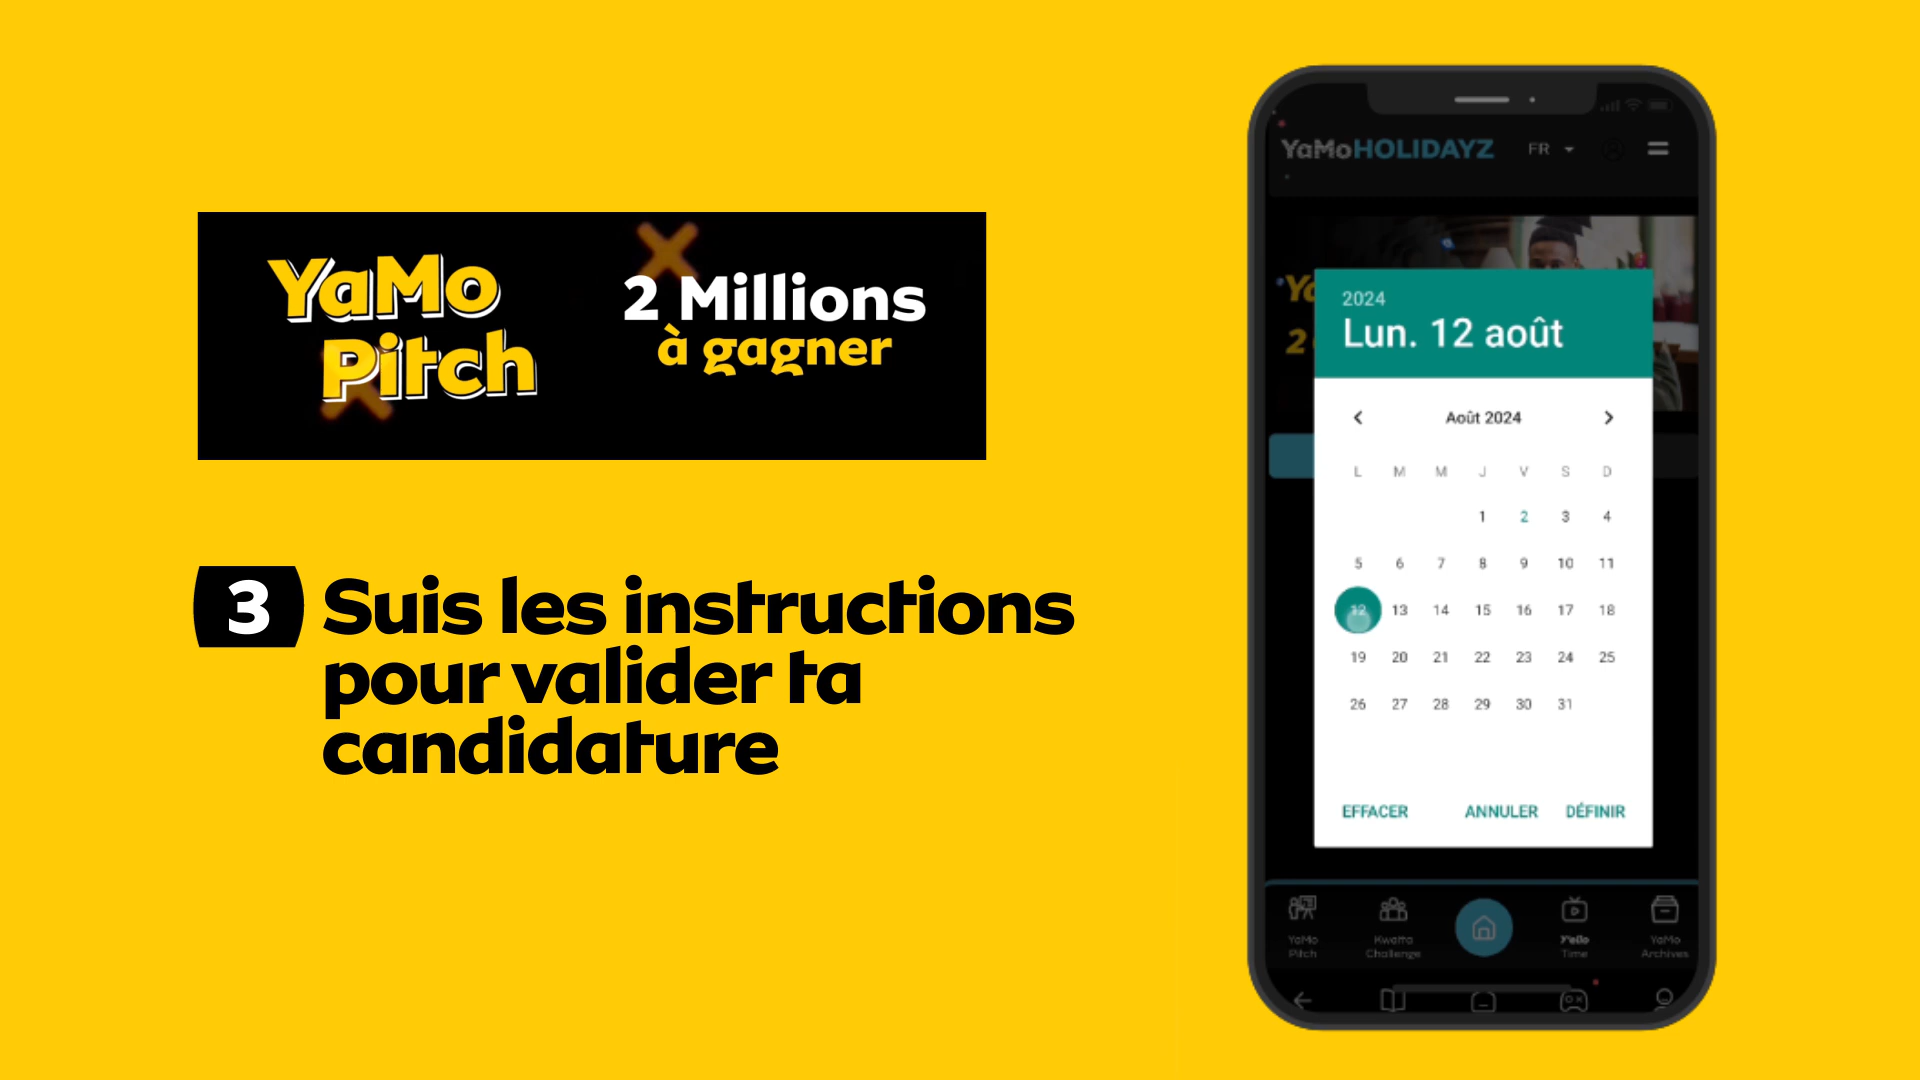 YaMo
Pitch
2 Millions
à gagner
3 Suis les instructions
pour valider ta
candidature
YaMoHOLIDAYZ FR
2024
Lun. 12 août
Août 2024
L M M J V S D
1 2 3 4
5 6 7 8 9 10 11
12 13 14 15 16 17 18
19 20 21 22 23 24 25
26 27 28 29 30 31
EFFACER ANNULER DÉFINIR
YaMo
Pitch
Kwatta
Challenge
Y'ello
Time
YaMo
Archives